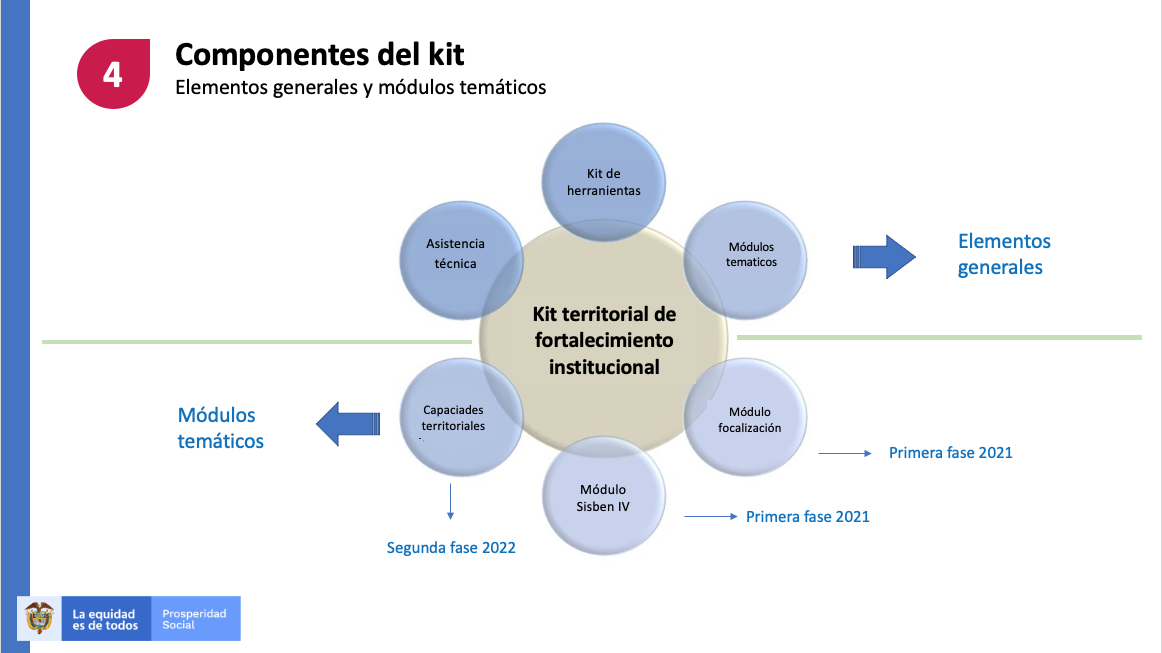 4
Componentes del kit
Elementos generales y módulos temáticos
Kit de
herranientas
Asistencia
técnica
Módulos
tematicos
Elementos
generales
Kit territorial de
fortalecimiento
institucional
Módulos
temáticos
Capaciades
territoriales
Módulo
focalización
Primera fase 2021
Módulo
Sisben IV
Primera fase 2021
Segunda fase 2022
La equidad
es de todos
Prosperidad
Social